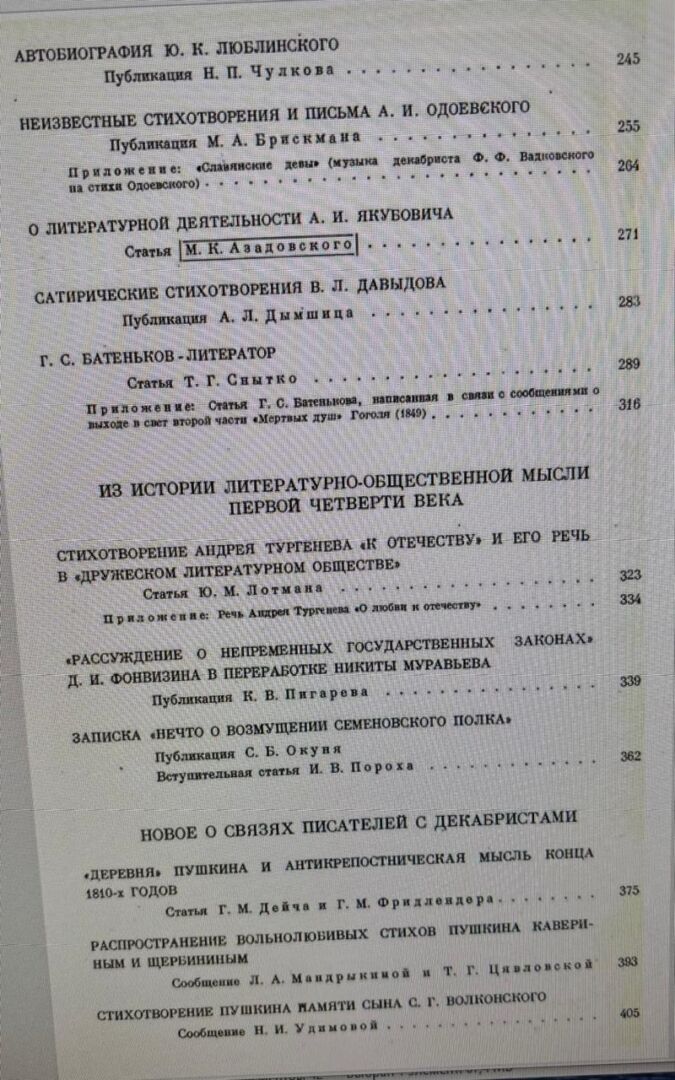 АВТОБИОГРАФИЯ Ю. К. ЛЮБЛИНСКОГО
Публикация Н. П. Чулкова . . . . . . . . . . . . . . . . 245
НЕИЗВЕСТНЫЕ СТИХОТВОРЕНИЯ И ПИСЬМА А. И. ОДОЕВСКОГО
Публикация М. А. Брискмана . . . . . . . . . . . . . . 255
Приложение: «Славянские девы» (музыка декабриста Ф. Ф. Вадковского
на стихи Одоевского) . . . . . . . . . . . . . . . . . . . . 264
О ЛИТЕРАТУРНОЙ ДЕЯТЕЛЬНОСТИ А. И. ЯКУБОВИЧА
Статья М. К. Азадовского . . . . . . . . . . . . . . . 271
САТИРИЧЕСКИЕ СТИХОТВОРЕНИЯ В. Л. ДАВЫДОВА
Публикация А. Л. Дымшица . . . . . . . . . . . . . . 283
Г. С. БАТЕНЬКОВ-ЛИТЕРАТОР
Статья Т. Г. Снытко . . . . . . . . . . . . . . . . . . 289
Приложение: Статья Г. С. Батенькова, написанная в связи с сообщениями о
выходе в свет второй части «Мертвых душ» Гоголя (1849) . . . . . . . . . . 316
ИЗ ИСТОРИИ ЛИТЕРАТУРНО-ОБЩЕСТВЕННОЙ МЫСЛИ
ПЕРВОЙ ЧЕТВЕРТИ ВЕКА
СТИХОТВОРЕНИЕ АНДРЕЯ ТУРГЕНЕВА «К ОТЕЧЕСТВУ» И ЕГО РЕЧЬ
В «ДРУЖЕСКОМ ЛИТЕРАТУРНОМ ОБЩЕСТВЕ»
Статья Ю. М. Лотмана . . . . . . . . . . . . . . . . . 323
Приложение: Речь Андрея Тургенева «О любви к отечеству» . . . . . . . . 334
«РАССУЖДЕНИЕ О НЕПРЕМЕННЫХ ГОСУДАРСТВЕННЫХ ЗАКОНАХ»
Д. И. ФОНВИЗИНА В ПЕРЕРАБОТКЕ НИКИТЫ МУРАВЬЕВА
Публикация К. В. Пигарева . . . . . . . . . . . . . . 339
ЗАПИСКА «НЕЧТО О ВОЗМУЩЕНИИ СЕМЕНОВСКОГО ПОЛКА»
Публикация С. Б. Окуня
Вступительная статья И. В. Пороха . . . . . . . . . . . 362
НОВОЕ О СВЯЗЯХ ПИСАТЕЛЕЙ С ДЕКАБРИСТАМИ
«ДЕРЕВНЯ» ПУШКИНА И АНТИКРЕПОСТНИЧЕСКАЯ МЫСЛЬ КОНЦА
1810-х ГОДОВ
Статья Г. М. Дейча и Г. М. Фридлендера . . . . . . . . 375
РАСПРОСТРАНЕНИЕ ВОЛЬНОЛЮБИВЫХ СТИХОВ ПУШКИНА КАВЕРИ-
НЫМ И ЩЕРБИНИНЫМ
Сообщение Л. А. Мандрыкиной и Т. Г. Цявловской 393
СТИХОТВОРЕНИЕ ПУШКИНА ПАМЯТИ СЫНА С. Г. ВОЛКОНСКОГО
Сообщение Н. И. Удимовой . . . . . . . . . . . . . . . 405